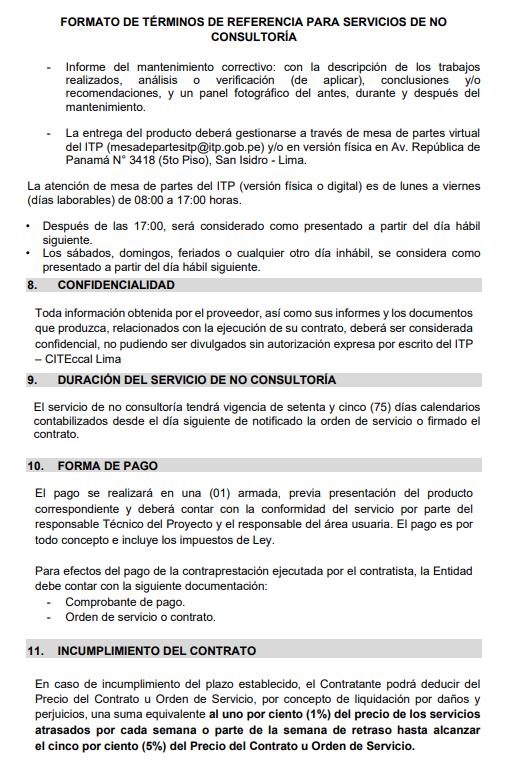 FORMATO DE TÉRMINOS DE REFERENCIA PARA SERVICIOS DE NO
CONSULTORÍA
- Informe del mantenimiento correctivo: con la descripción de los trabajos
realizados, análisis o verificación (de aplicar), conclusiones y/o
recomendaciones, y un panel fotográfico del antes, durante y después del
mantenimiento.
- La entrega del producto deberá gestionarse a través de mesa de partes virtual
del ITP (mesadepartesitp@itp.gob.pe) y/o en versión física en Av. República de
Panamá N° 3418 (5to Piso), San Isidro - Lima.
La atención de mesa de partes del ITP (versión física o digital) es de lunes a viernes
(días laborables) de 08:00 a 17:00 horas.
• Después de las 17:00, será considerado como presentado a partir del día hábil
siguiente.
• Los sábados, domingos, feriados o cualquier otro día inhábil, se considera como
presentado a partir del día hábil siguiente.
8. CONFIDENCIALIDAD
Toda información obtenida por el proveedor, así como sus informes y los documentos
que produzca, relacionados con la ejecución de su contrato, deberá ser considerada
confidencial, no pudiendo ser divulgados sin autorización expresa por escrito del ITP
– CITEccal Lima
9. DURACIÓN DEL SERVICIO DE NO CONSULTORÍA
El servicio de no consultoría tendrá vigencia de setenta y cinco (75) días calendarios
contabilizados desde el día siguiente de notificado la orden de servicio o firmado el
contrato.
10. FORMA DE PAGO
El pago se realizará en una (01) armada, previa presentación del producto
correspondiente y deberá contar con la conformidad del servicio por parte del
responsable Técnico del Proyecto y el responsable del área usuaria. El pago es por
todo concepto e incluye los impuestos de Ley.
Para efectos del pago de la contraprestación ejecutada por el contratista, la Entidad
debe contar con la siguiente documentación:
- Comprobante de pago.
- Orden de servicio o contrato.
11. INCUMPLIMIENTO DEL CONTRATO
En caso de incumplimiento del plazo establecido, el Contratante podrá deducir del
Precio del Contrato u Orden de Servicio, por concepto de liquidación por daños y
perjuicios, una suma equivalente al uno por ciento (1%) del precio de los servicios
atrasados por cada semana o parte de la semana de retraso hasta alcanzar
el cinco por ciento (5%) del Precio del Contrato u Orden de Servicio.